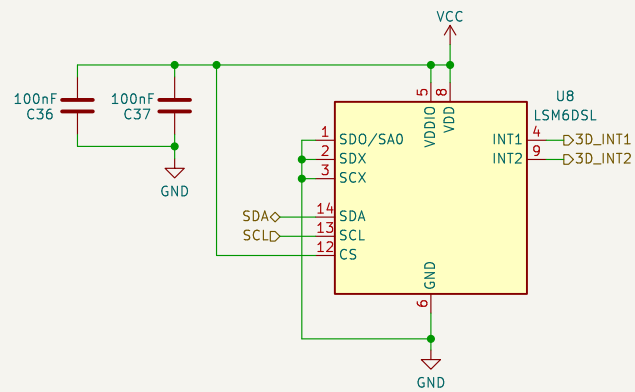 VCC
100nF
C36
100nF
C37
GND
5
8
U8
LSM6DSL
VDDIO
VDD
1
SDO/SA0
2
SDX
3
SCX
INT1
4
3D_INT1
INT2
9
3D_INT2
SDA
14
SDA
SCL
13
SCL
12
CS
GND
6
GND